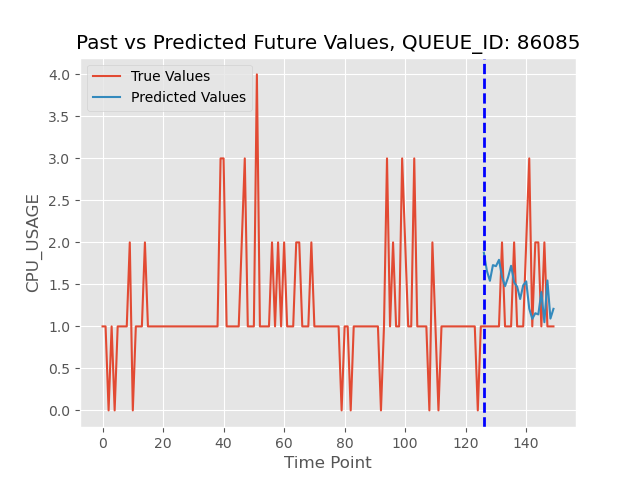 Past vs Predicted Future Values, QUEUE_ID: 86085
True Values
Predicted Values
4.0
3.5
3.0
2.5
2.0
1.5
1.0
0.5
0.0
CPU_USAGE
0 20 40 60 80 100 120 140
Time Point